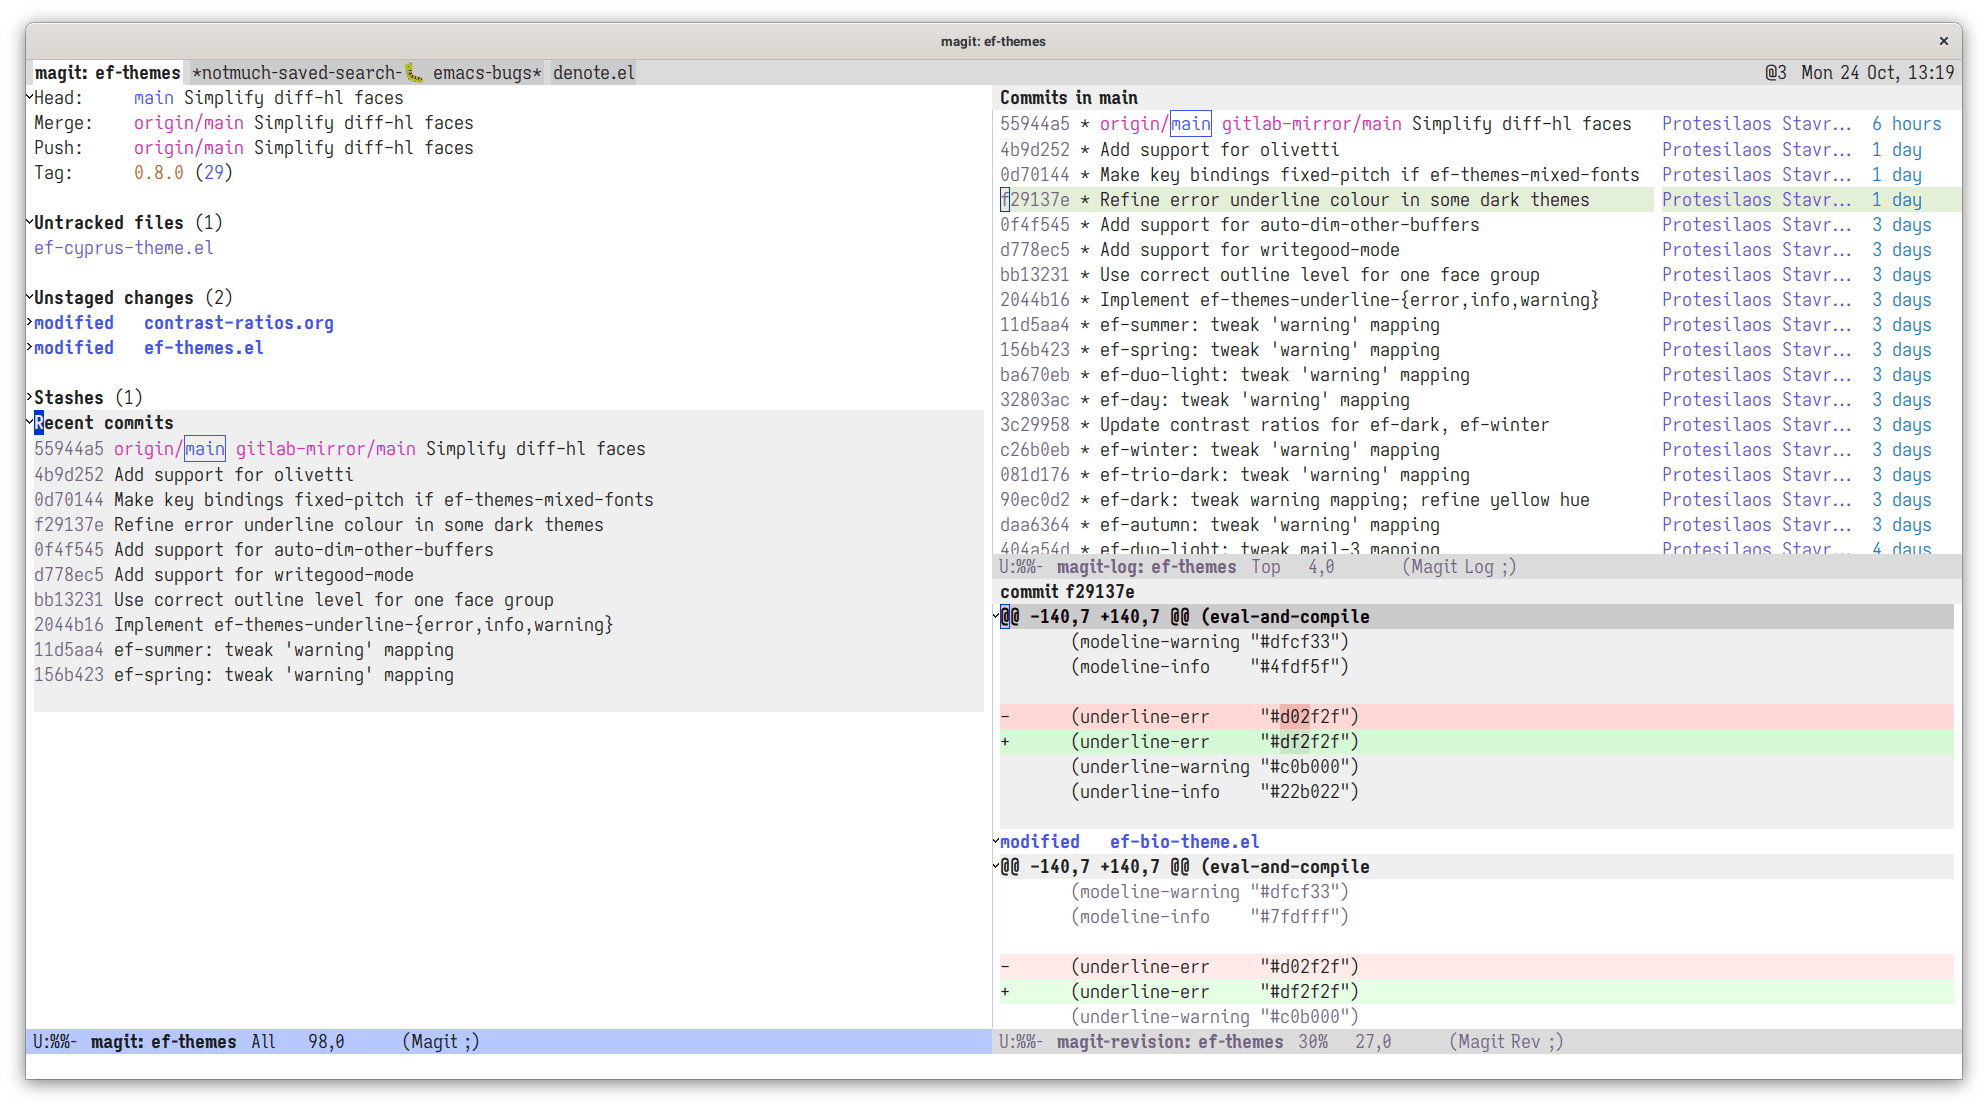 magit: ef-themes
magit: ef-themes *notmuch-saved-search-🐛 emacs-bugs* denote.el @3 Mon 24 Oct, 13:19
Head: main Simplify diff-hl faces
Merge: origin/main Simplify diff-hl faces
Push: origin/main Simplify diff-hl faces
Tag: 0.8.0 (29)
Untracked files (1)
ef-cyprus-theme.el
Unstaged changes (2)
modified contrast-ratios.org
modified ef-themes.el
Stashes (1)
Recent commits
55944a5 origin/main gitlab-mirror/main Simplify diff-hl faces
4b9d252 Add support for olivetti
0d70144 Make key bindings fixed-pitch if ef-themes-mixed-fonts
f29137e Refine error underline colour in some dark themes
0f4f545 Add support for auto-dim-other-buffers
d778ec5 Add support for writegood-mode
bb13231 Use correct outline level for one face group
2044b16 Implement ef-themes-underline-{error,info,warning}
11d5aa4 ef-summer: tweak 'warning' mapping
156b423 ef-spring: tweak 'warning' mapping
U:%%- magit: ef-themes All 98,0 (Magit ;)
Commits in main
55944a5 * origin/main gitlab-mirror/main Simplify diff-hl faces Protesilaos Stavr... 6 hours
4b9d252 * Add support for olivetti Protesilaos Stavr... 1 day
0d70144 * Make key bindings fixed-pitch if ef-themes-mixed-fonts Protesilaos Stavr... 1 day
f29137e * Refine error underline colour in some dark themes Protesilaos Stavr... 1 day
0f4f545 * Add support for auto-dim-other-buffers Protesilaos Stavr... 3 days
d778ec5 * Add support for writegood-mode Protesilaos Stavr... 3 days
bb13231 * Use correct outline level for one face group Protesilaos Stavr... 3 days
2044b16 * Implement ef-themes-underline-{error,info,warning} Protesilaos Stavr... 3 days
11d5aa4 * ef-summer: tweak 'warning' mapping Protesilaos Stavr... 3 days
156b423 * ef-spring: tweak 'warning' mapping Protesilaos Stavr... 3 days
ba670eb * ef-duo-light: tweak 'warning' mapping Protesilaos Stavr... 3 days
32803ac * ef-day: tweak 'warning' mapping Protesilaos Stavr... 3 days
3c29958 * Update contrast ratios for ef-dark, ef-winter Protesilaos Stavr... 3 days
c26b0eb * ef-winter: tweak 'warning' mapping Protesilaos Stavr... 3 days
081d176 * ef-trio-dark: tweak 'warning' mapping Protesilaos Stavr... 3 days
90ec0d2 * ef-dark: tweak warning mapping; refine yellow hue Protesilaos Stavr... 3 days
daa6364 * ef-autumn: tweak 'warning' mapping Protesilaos Stavr... 3 days
404a54d * ef-duo-light: tweak mail-3 mapping Protesilaos Stavr... 4 days
U:%%- magit-log: ef-themes Top 4,0 (Magit Log ;)
commit f29137e
@@ -140,7 +140,7 @@ (eval-and-compile
(modeline-warning "#dfcf33")
(modeline-info "#4fdf5f")
- (underline-err "#d02f2f")
+ (underline-err "#df2f2f")
(underline-warning "#c0b000")
(underline-info "#22b022")
modified ef-bio-theme.el
@@ -140,7 +140,7 @@ (eval-and-compile
(modeline-warning "#dfcf33")
(modeline-info "#7fdfff")
- (underline-err "#d02f2f")
+ (underline-err "#df2f2f")
(underline-warning "#c0b000")
U:%%- magit-revision: ef-themes 30% 27,0 (Magit Rev ;)